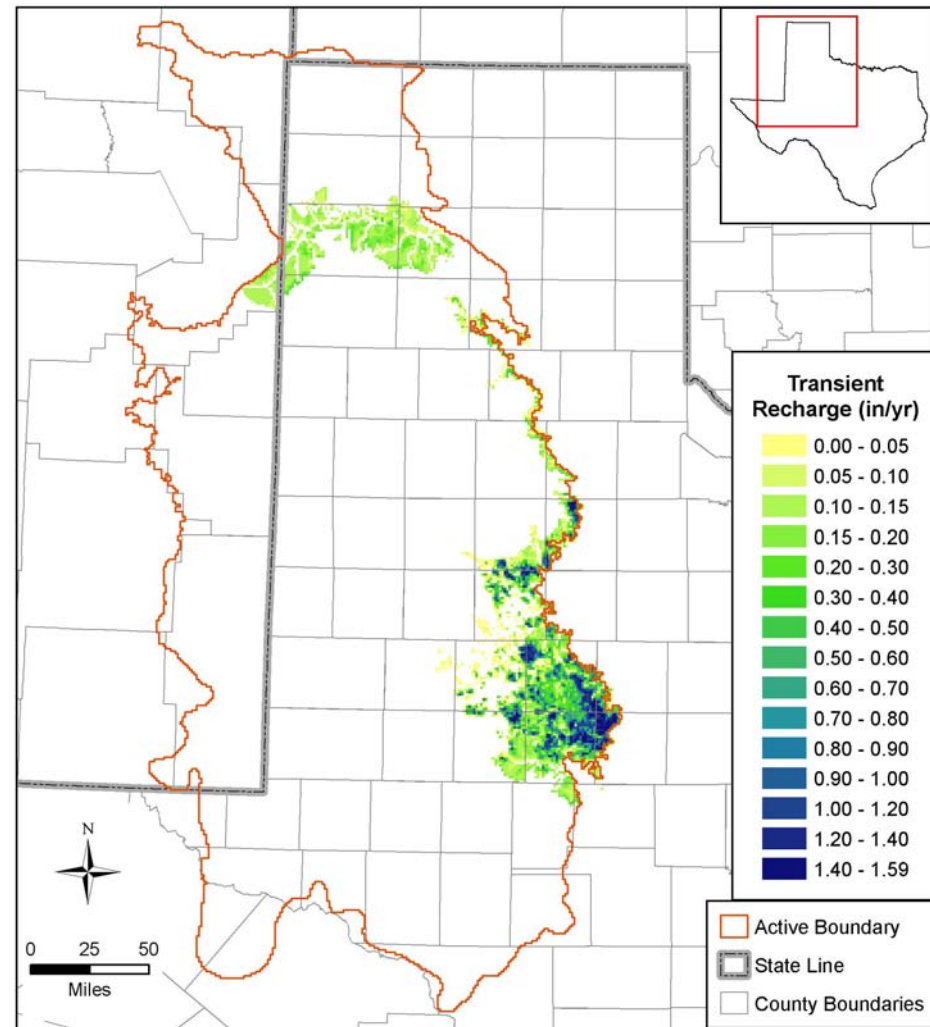 Transient
Recharge (in/yr)
0.00 - 0.05
0.05 - 0.10
0.10 - 0.15
0.15 - 0.20
0.20 - 0.30
0.30 - 0.40
0.40 - 0.50
0.50 - 0.60
0.60 - 0.70
0.70 - 0.80
0.80 - 0.90
0.90 - 1.00
1.00 - 1.20
1.20 - 1.40
1.40 - 1.59
N
0 25 50
Miles
Active Boundary
State Line
County Boundaries